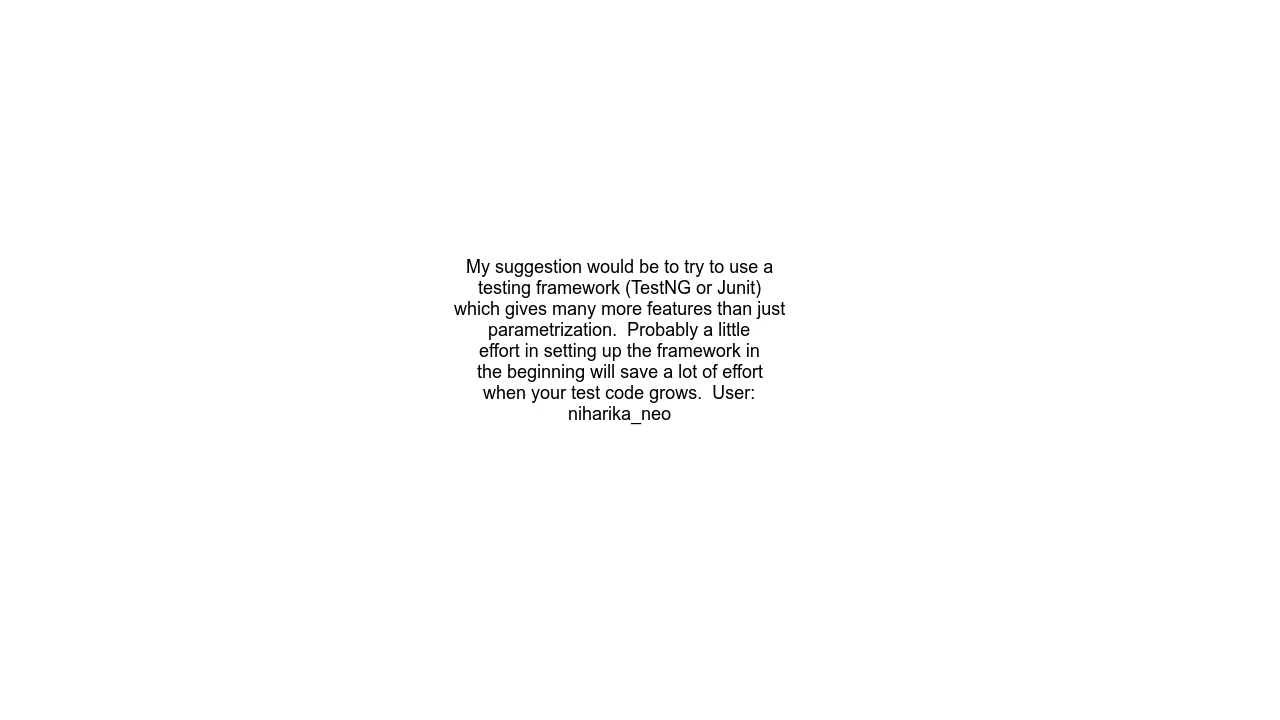 My suggestion would be to try to use a
testing framework (TestNG or Junit)
which gives many more features than just
parametrization.  Probably a little
effort in setting up the framework in
the beginning will save a lot of effort
when your test code grows.  User:
niharika_neo